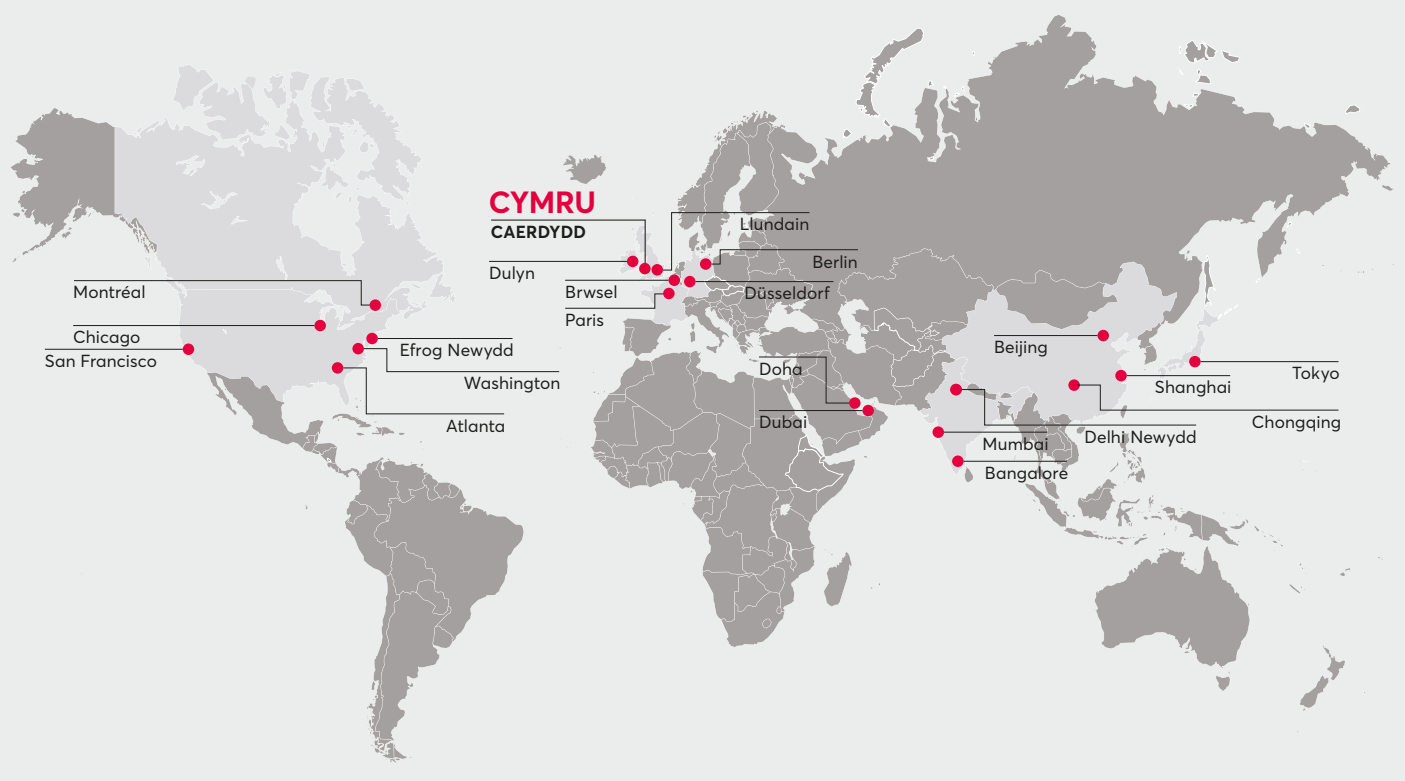 CYMRU
CAERDYDD
Llundain
Dulyn
Berlin
Brwsel
Düsseldorf
Paris
Montréal
Chicago
San Francisco
Efrog Newydd
Washington
Atlanta
Doha
Dubai
Beijing
Tokyo
Shanghai
Chongqing
Delhi Newydd
Mumbai
Bangalore